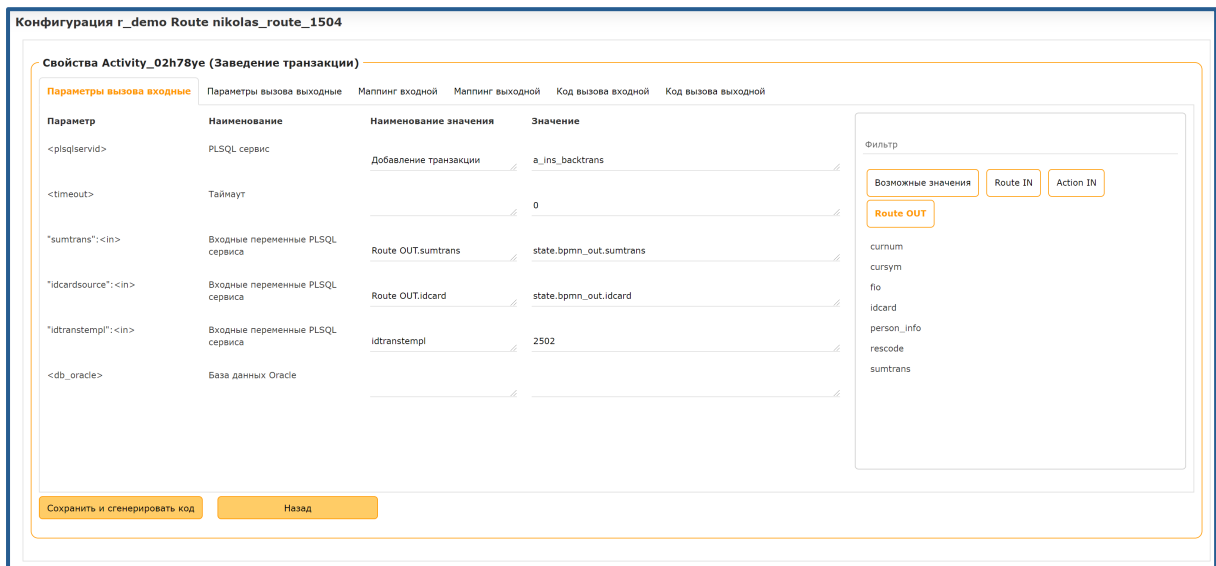 Конфигурация r_demo Route nikolas_route_1504
Свойства Activity_02h78ye (Заведение транзакции)
Параметры вызова входные Параметры вызова выходные Маппинг входной Маппинг выходной Код вызова входной Код вызова выходной
Параметр Наименование Наименование значения Значение
<plsqlservid> PLSQL сервис Добавление транзакции a_ins_backtrans
<timeout> Таймаут 0
"sumtrans":<in> Входные переменные PLSQL
сервиса Route OUT.sumtrans state.bpmn_out.sumtrans
"idcardsource":<in> Входные переменные PLSQL
сервиса Route OUT.idcard state.bpmn_out.idcard
"idtranstempl":<in> Входные переменные PLSQL
сервиса idtranstempl 2502
<db_oracle> База данных Oracle
Фильтр
Возможные значения Route IN Action IN
Route OUT
curnum
cursym
fio
idcard
person_info
rescode
sumtrans
Сохранить и сгенерировать код Назад